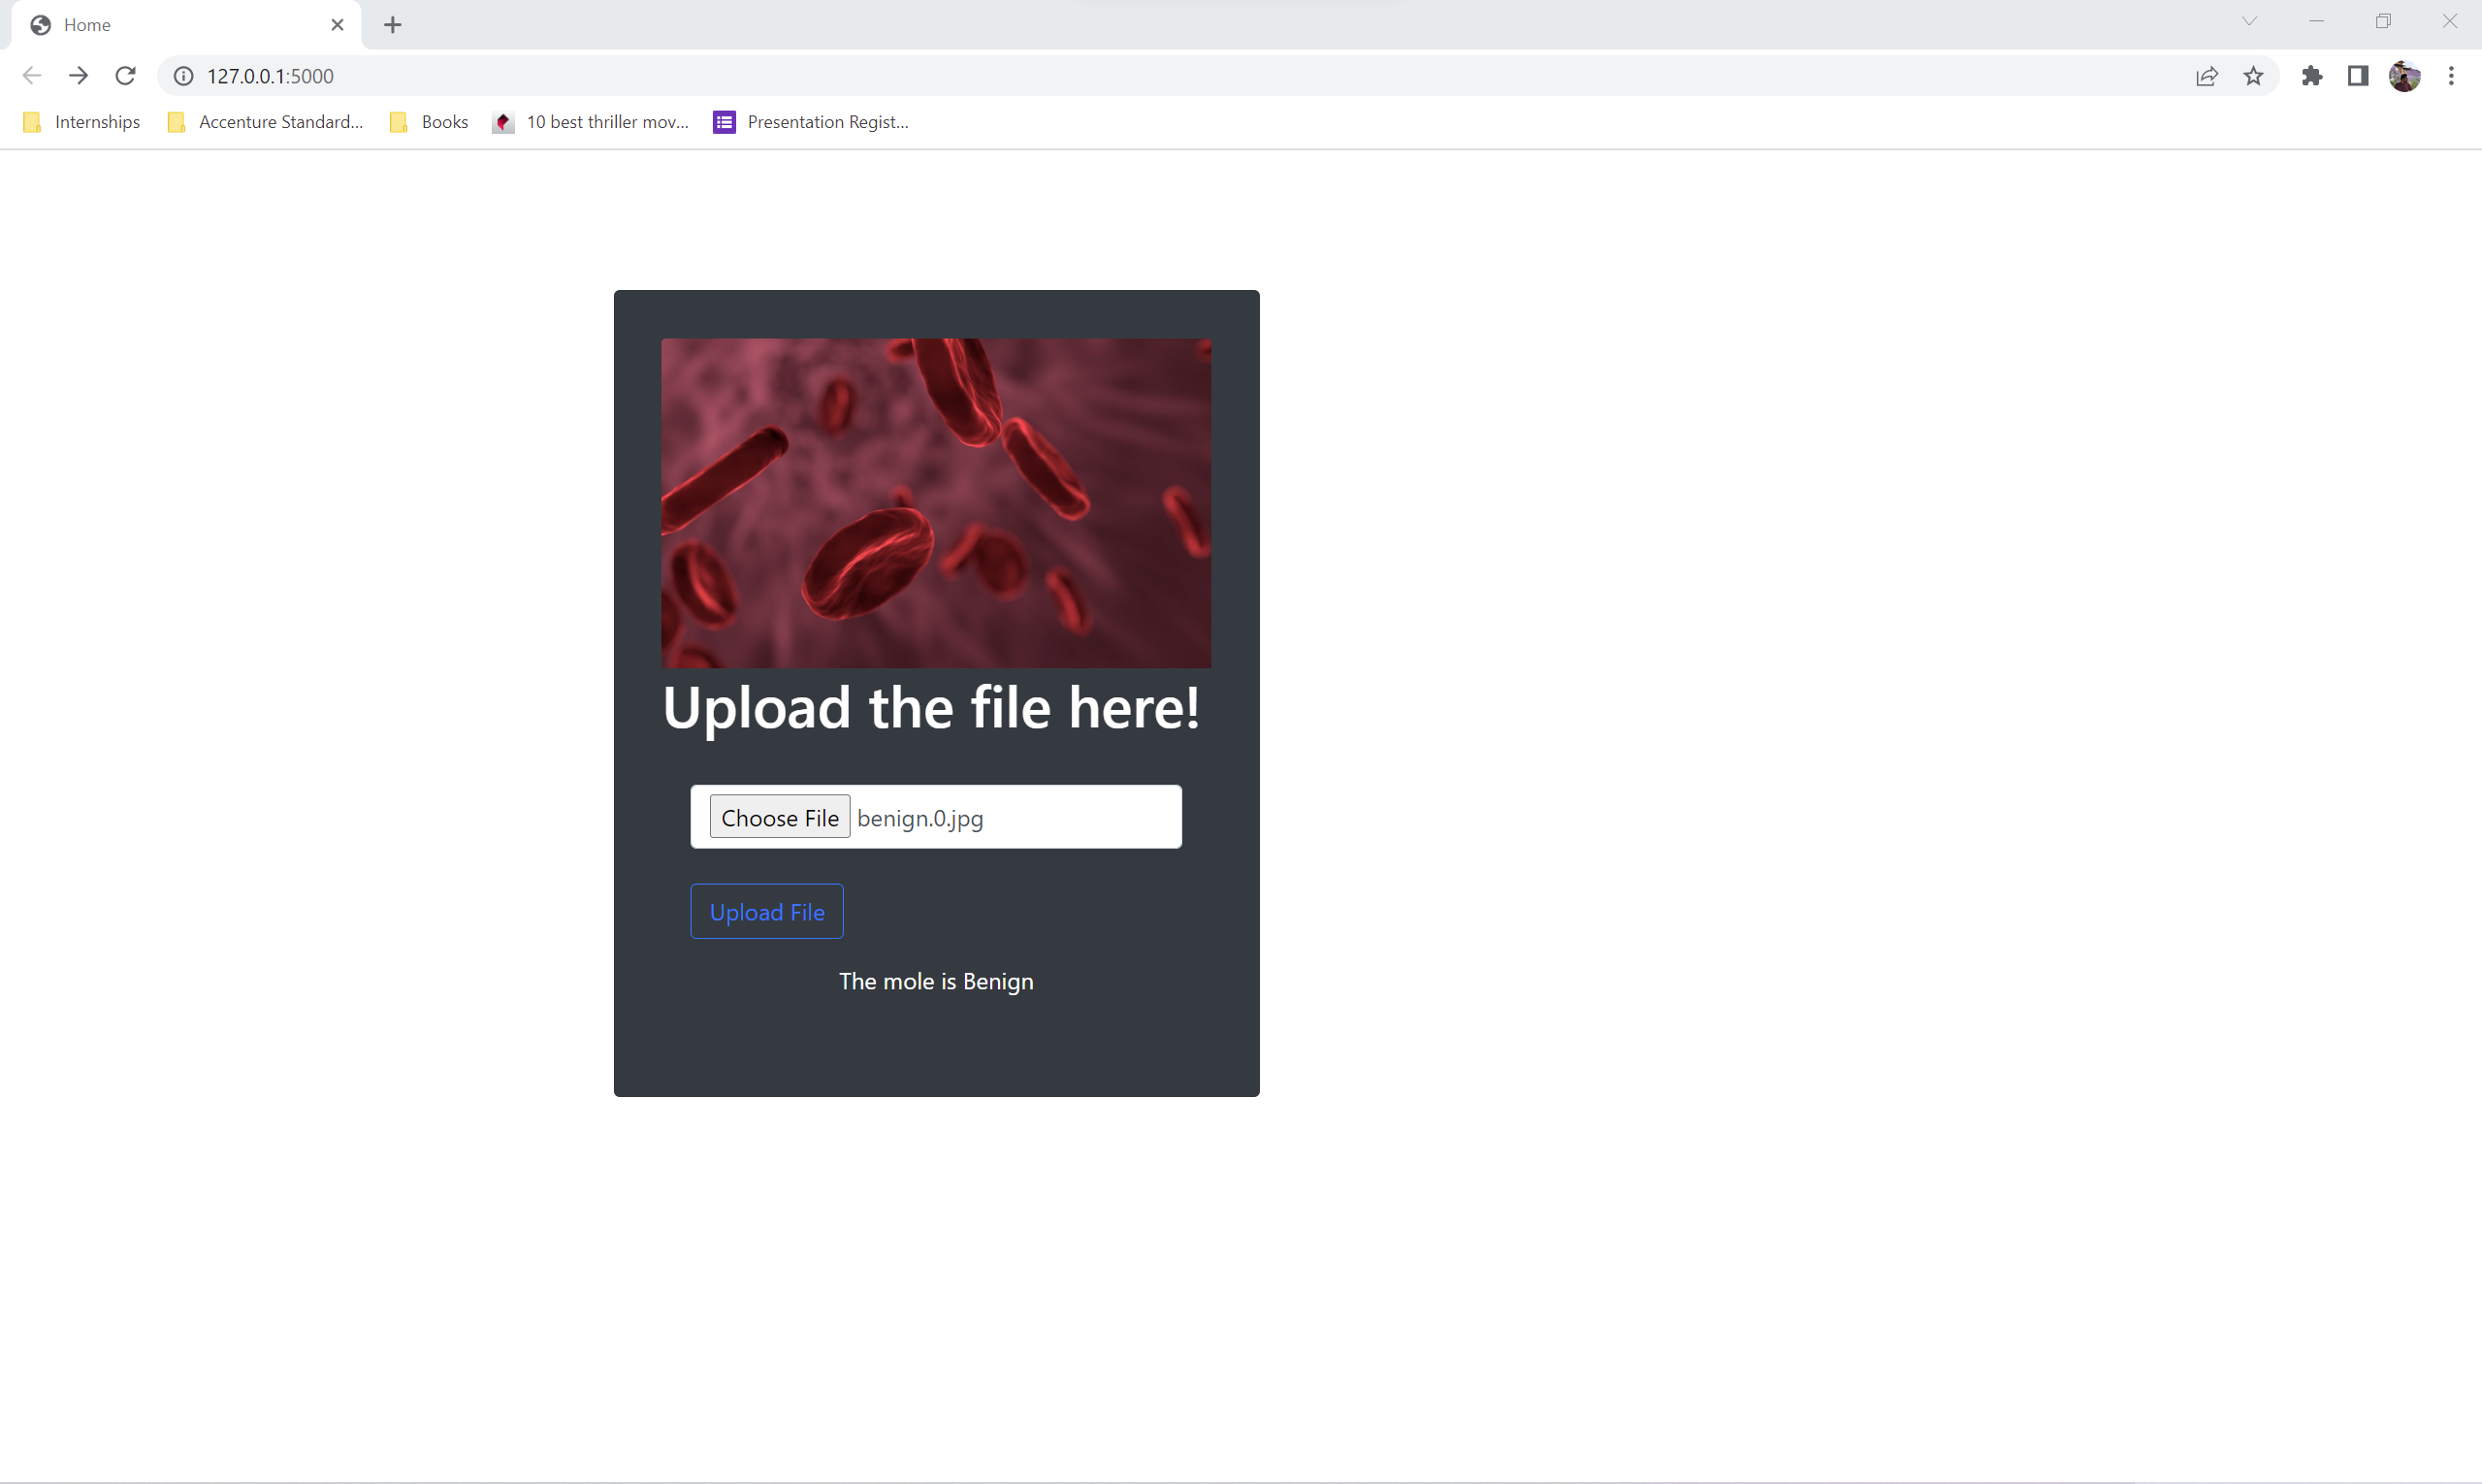 Home
127.0.0.1:5000
Internships
Accenture Standard...
Books
10 best thriller mov...
Presentation Regist...
Upload the file here!
Choose File benign.0.jpg
Upload File
The mole is Benign